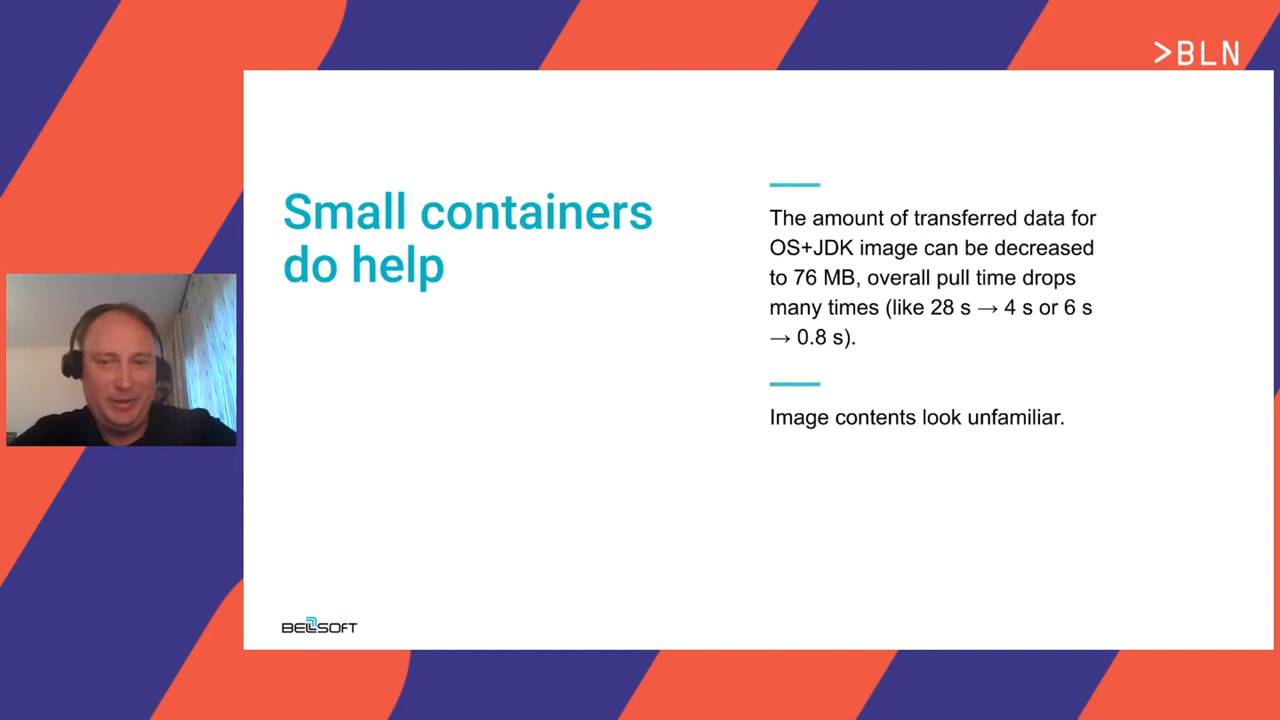 >BLN
Small containers
do help
The amount of transferred data for
OS+JDK image can be decreased
to 76 MB, overall pull time drops
many times (like 28 s → 4 s or 6 s
→ 0.8 s).
Image contents look unfamiliar.
BELLSOFT